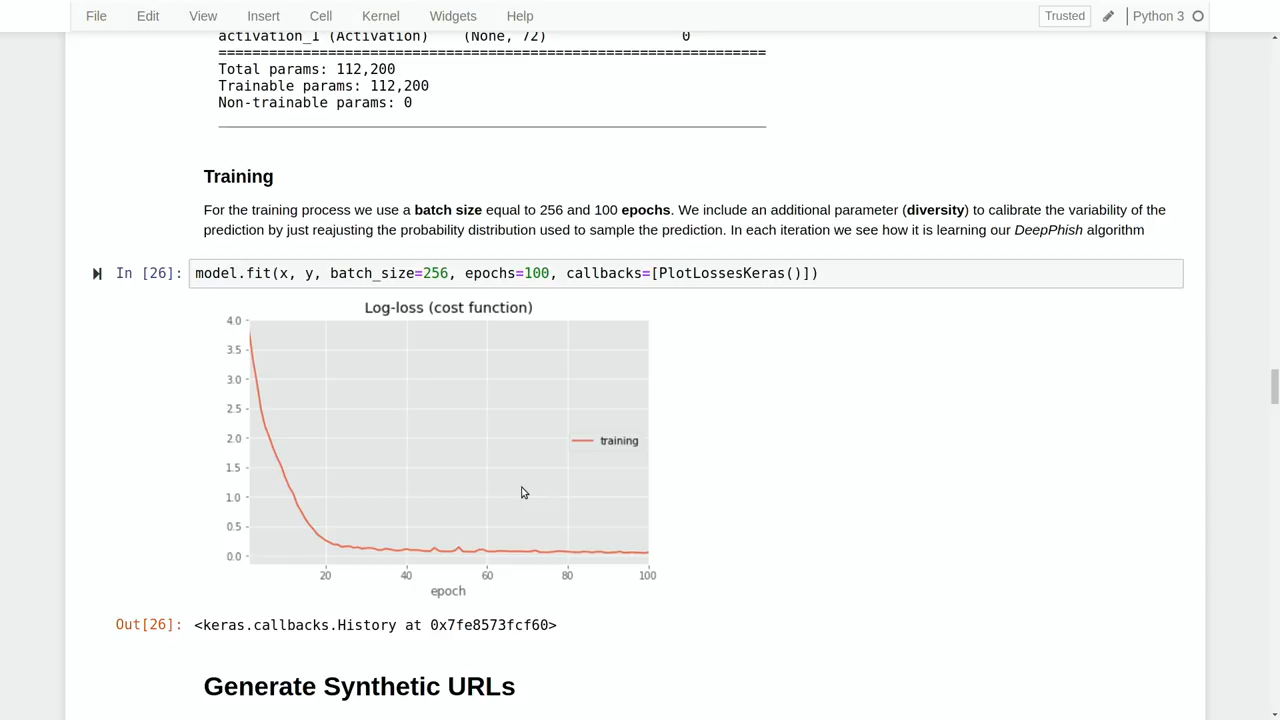 File Edit View Insert Cell Kernel Widgets Help Trusted Python 3
activation_1 (Activation) (None, 72) 0
=================================================================
Total params: 112,200
Trainable params: 112,200
Non-trainable params: 0
Training
For the training process we use a batch size equal to 256 and 100 epochs. We include an additional parameter (diversity) to calibrate the variability of the
prediction by just reajusting the probability distribution used to sample the prediction. In each iteration we see how it is learning our DeepPhish algorithm
In [26]: model.fit(x, y, batch_size=256, epochs=100, callbacks=[PlotLossesKeras()])
Log-loss (cost function)
4.0
3.5
3.0
2.5
2.0
training
1.5
1.0
0.5
0.0
20 40 60 80 100
epoch
Out[26]: <keras.callbacks.History at 0x7fe8573fcf60>
Generate Synthetic URLs